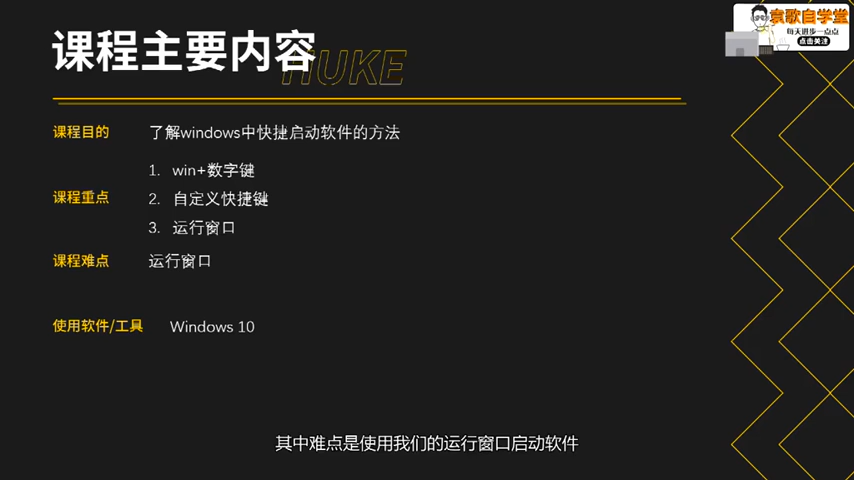 袁歌自学堂
每天进步一点点
点击关注
课程主要内容
NUKE
课程目的 了解windows中快捷启动软件的方法
1. win+数字键
课程重点 2. 自定义快捷键
3. 运行窗口
课程难点 运行窗口
使用软件/工具 Windows 10
其中难点是使用我们的运行窗口启动软件